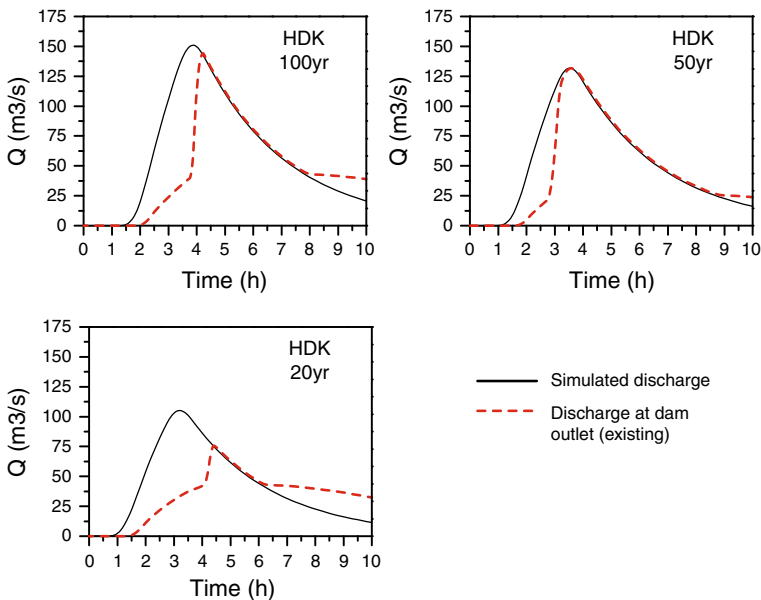 175
150
125
100
75
50
25
0
Q (m3/s)
HDK
100yr
0 1 2 3 4 5 6 7 8 9 10
Time (h)
175
150
125
100
75
50
25
0
Q (m3/s)
HDK
50yr
0 1 2 3 4 5 6 7 8 9 10
Time (h)
175
150
125
100
75
50
25
0
Q (m3/s)
HDK
20yr
0 1 2 3 4 5 6 7 8 9 10
Time (h)
Simulated discharge
Discharge at dam
outlet (existing)